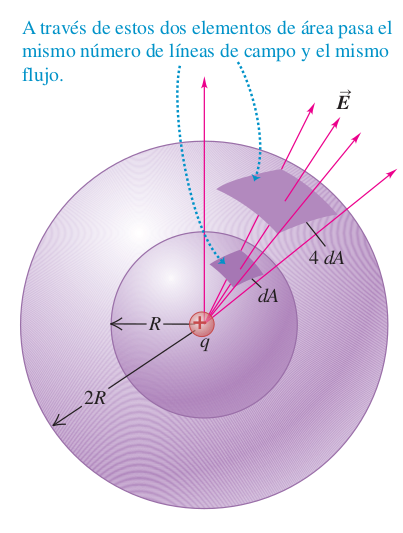 A través de estos dos elementos de área pasa el
mismo número de líneas de campo y el mismo
flujo.
E
4 dA
dA
R
+
q
2R